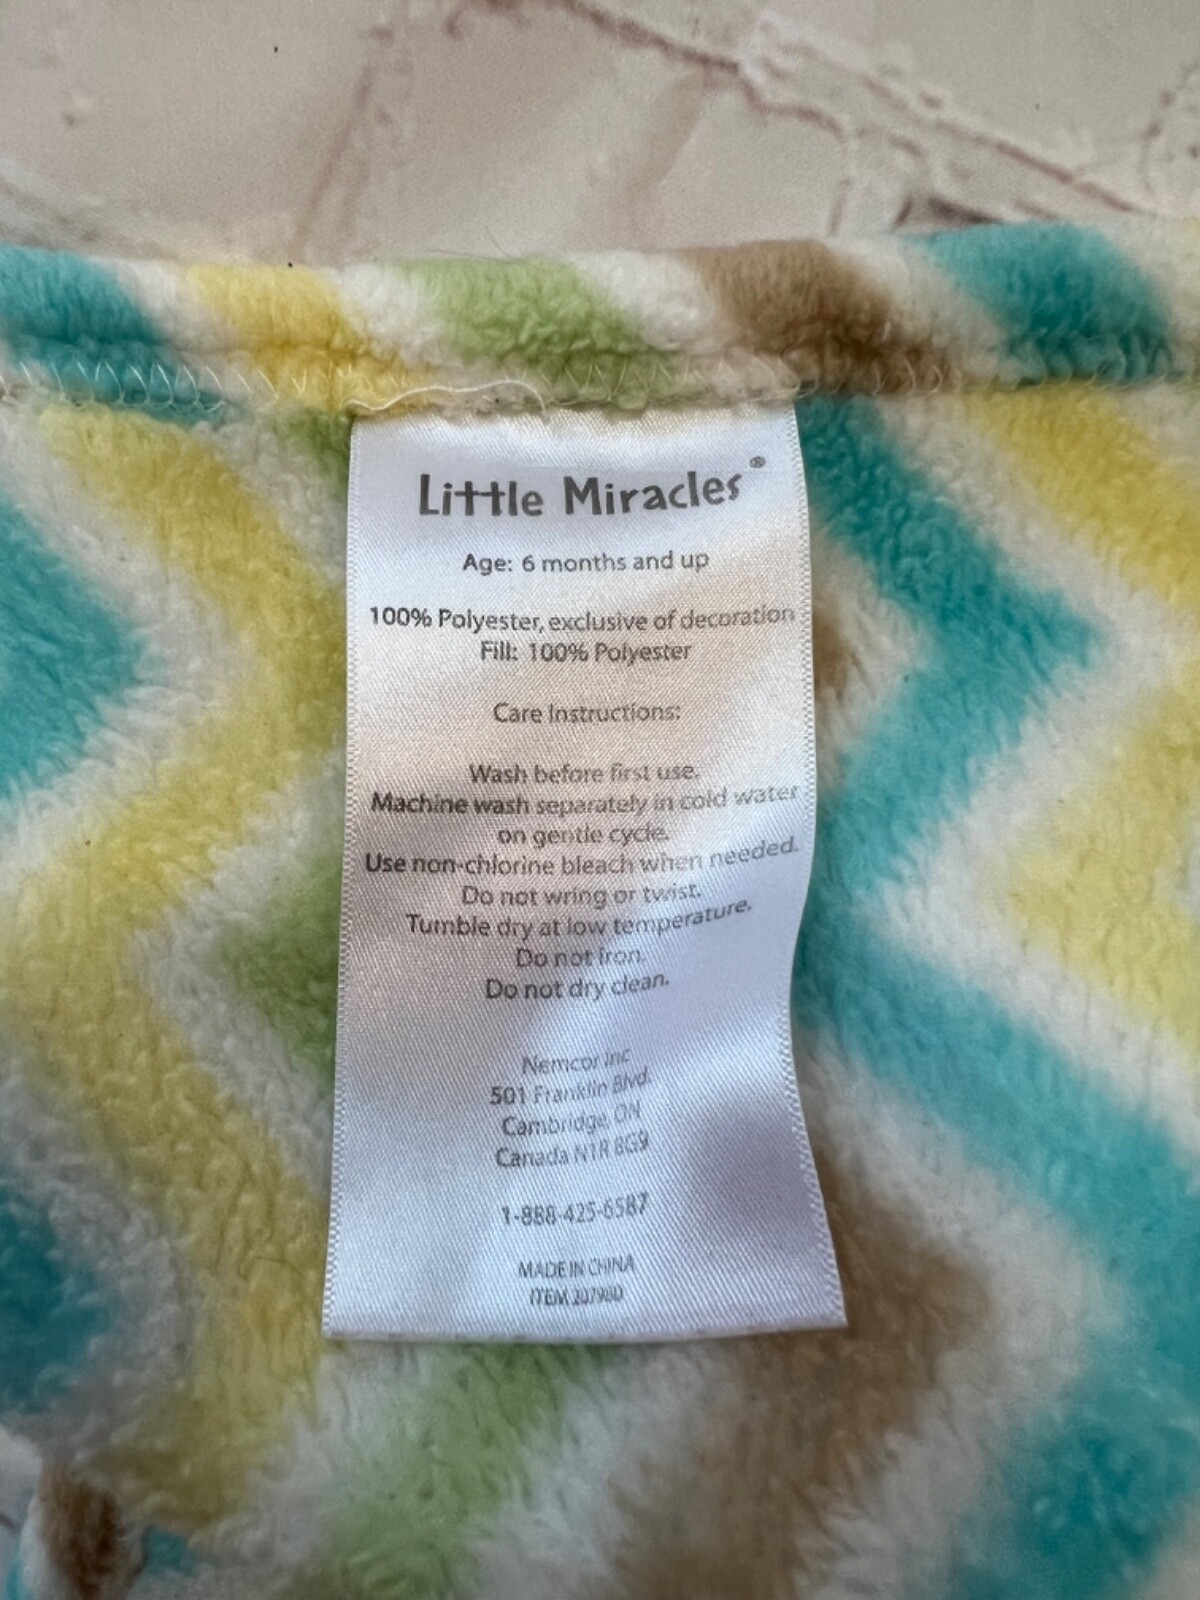 Little Miracles®
Age: 6 months and up
100% Polyester, exclusive of decoration
Fill: 100% Polyester
Care Instructions:
Wash before first use.
Machine wash separately in cold water
on gentle cycle.
Use non-chlorine bleach when needed.
Do not wring or twist.
Tumble dry at low temperature.
Do not iron.
Do not dry clean.
Nemcor Inc
501 Franklin Blvd.
Cambridge, ON
Canada N1R 8G9
1-888-425-6587
MADE IN CHINA
ITEM